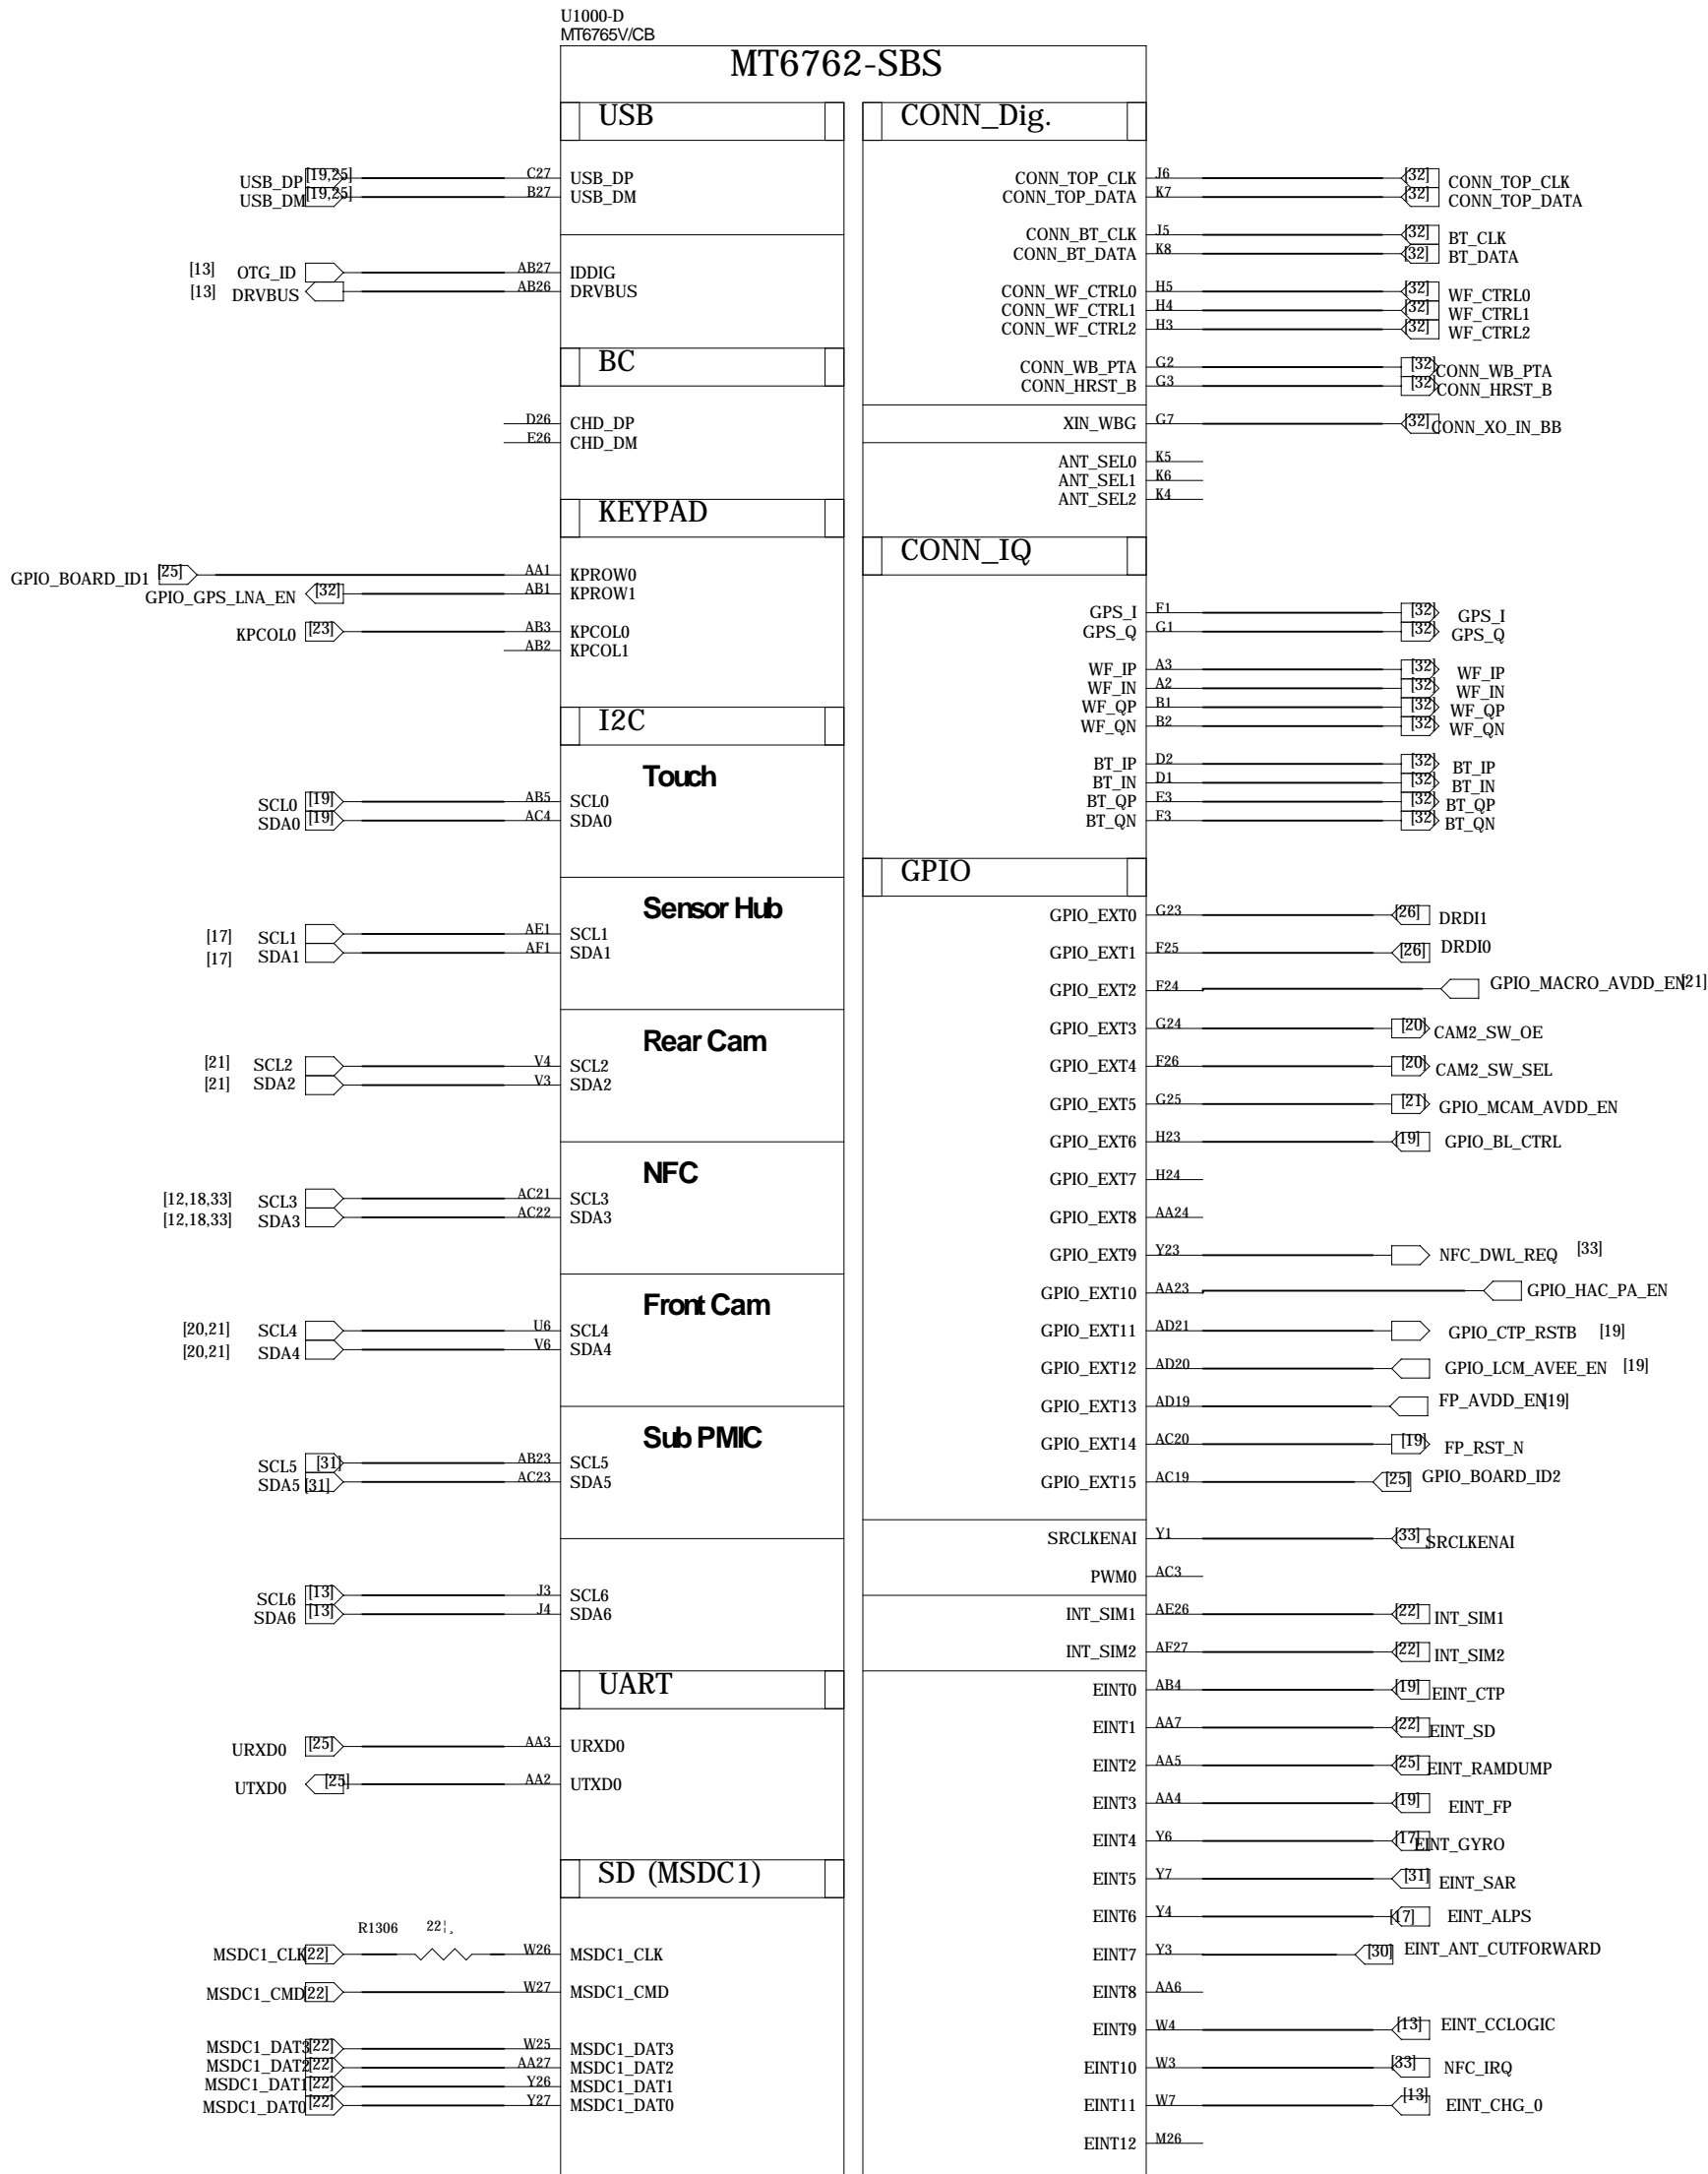 U1000-D
MT6765V/CB
MT6762-SBS
USB
USB_DP [19,25] C27 USB_DP
USB_DM [19,25] B27 USB_DM
[13] OTG_ID AB27 IDDIG
[13] DRVBUS AB26 DRVBUS
BC
D26 CHD_DP
E26 CHD_DM
KEYPAD
GPIO_BOARD_ID1 [25] AA1 KPROW0
GPIO_GPS_LNA_EN [32] AB1 KPROW1
KPCOL0 [23] AB3 KPCOL0
AB2 KPCOL1
I2C
Touch
SCL0 [19] AB5 SCL0
SDA0 [19] AC4 SDA0
Sensor Hub
[17] SCL1 AE1 SCL1
[17] SDA1 AF1 SDA1
Rear Cam
[21] SCL2 V4 SCL2
[21] SDA2 V3 SDA2
NFC
[12,18,33] SCL3 AC21 SCL3
[12,18,33] SDA3 AC22 SDA3
Front Cam
[20,21] SCL4 U6 SCL4
[20,21] SDA4 V6 SDA4
Sub PMIC
SCL5 [31] AB23 SCL5
SDA5 [31] AC23 SDA5
SCL6 [13] J3 SCL6
SDA6 [13] J4 SDA6
UART
URXD0 [25] AA3 URXD0
UTXD0 [25] AA2 UTXD0
SD (MSDC1)
R1306 22¦¸
MSDC1_CLK [22] W26 MSDC1_CLK
MSDC1_CMD [22] W27 MSDC1_CMD
MSDC1_DAT3 [22] W25 MSDC1_DAT3
MSDC1_DAT2 [22] AA27 MSDC1_DAT2
MSDC1_DAT1 [22] Y26 MSDC1_DAT1
MSDC1_DAT0 [22] Y27 MSDC1_DAT0
CONN_Dig.
CONN_TOP_CLK J6 [32] CONN_TOP_CLK
CONN_TOP_DATA K7 [32] CONN_TOP_DATA
CONN_BT_CLK J5 [32] BT_CLK
CONN_BT_DATA K8 [32] BT_DATA
CONN_WF_CTRL0 H5 [32] WF_CTRL0
CONN_WF_CTRL1 H4 [32] WF_CTRL1
CONN_WF_CTRL2 H3 [32] WF_CTRL2
CONN_WB_PTA G2 [32] CONN_WB_PTA
CONN_HRST_B G3 [32] CONN_HRST_B
XIN_WBG G7 [32] CONN_XO_IN_BB
ANT_SEL0 K5
ANT_SEL1 K6
ANT_SEL2 K4
CONN_IQ
GPS_I F1 [32] GPS_I
GPS_Q G1 [32] GPS_Q
WF_IP A3 [32] WF_IP
WF_IN A2 [32] WF_IN
WF_QP B1 [32] WF_QP
WF_QN B2 [32] WF_QN
BT_IP D2 [32] BT_IP
BT_IN D1 [32] BT_IN
BT_QP E3 [32] BT_QP
BT_QN F3 [32] BT_QN
GPIO
GPIO_EXT0 G23 [26] DRDI1
GPIO_EXT1 F25 [26] DRDI0
GPIO_EXT2 F24 GPIO_MACRO_AVDD_EN [21]
GPIO_EXT3 G24 [20] CAM2_SW_OE
GPIO_EXT4 F26 [20] CAM2_SW_SEL
GPIO_EXT5 G25 [21] GPIO_MCAM_AVDD_EN
GPIO_EXT6 H23 [19] GPIO_BL_CTRL
GPIO_EXT7 H24
GPIO_EXT8 AA24
GPIO_EXT9 Y23 NFC_DWL_REQ [33]
GPIO_EXT10 AA23 GPIO_HAC_PA_EN
GPIO_EXT11 AD21 GPIO_CTP_RSTB [19]
GPIO_EXT12 AD20 GPIO_LCM_AVEE_EN [19]
GPIO_EXT13 AD19 FP_AVDD_EN [19]
GPIO_EXT14 AC20 [19] FP_RST_N
GPIO_EXT15 AC19 [25] GPIO_BOARD_ID2
SRCLKENAI Y1 [33] SRCLKENAI
PWM0 AC3
INT_SIM1 AE26 [22] INT_SIM1
INT_SIM2 AF27 [22] INT_SIM2
EINT0 AB4 [19] EINT_CTP
EINT1 AA7 [22] EINT_SD
EINT2 AA5 [25] EINT_RAMDUMP
EINT3 AA4 [19] EINT_FP
EINT4 Y6 [17] EINT_GYRO
EINT5 Y7 [31] EINT_SAR
EINT6 Y4 [17] EINT_ALPS
EINT7 Y3 [30] EINT_ANT_CUTFORWARD
EINT8 AA6
EINT9 W4 [13] EINT_CCLOGIC
EINT10 W3 [33] NFC_IRQ
EINT11 W7 [13] EINT_CHG_0
EINT12 M26